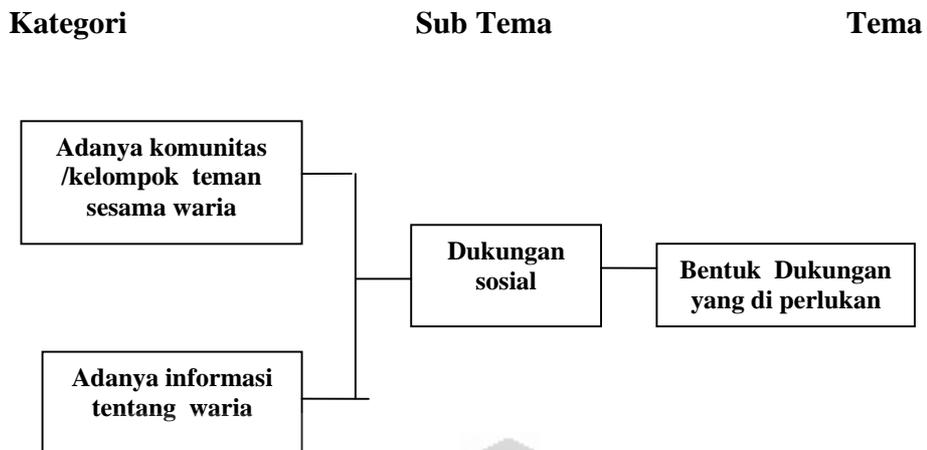 Kategori Sub Tema Tema
Adanya komunitas
/kelompok teman
sesama waria
Dukungan
sosial
Bentuk Dukungan
yang di perlukan
Adanya informasi
tentang waria